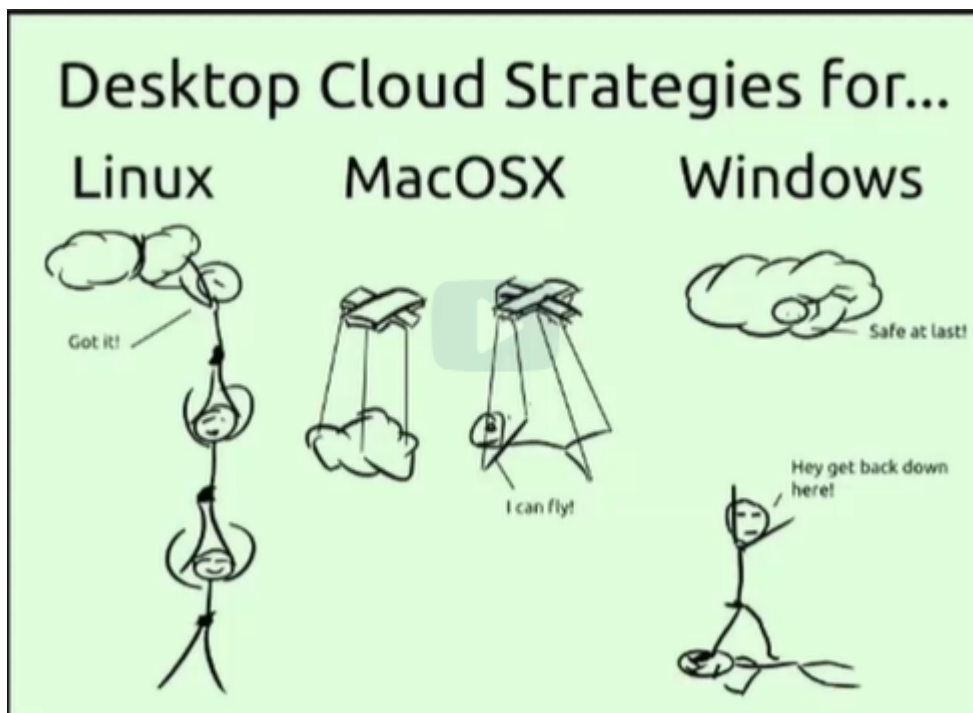 Desktop Cloud Strategies for...
Linux
MacOSX
Windows
Got it!
I can fly!
Safe at last!
Hey get back down
here!